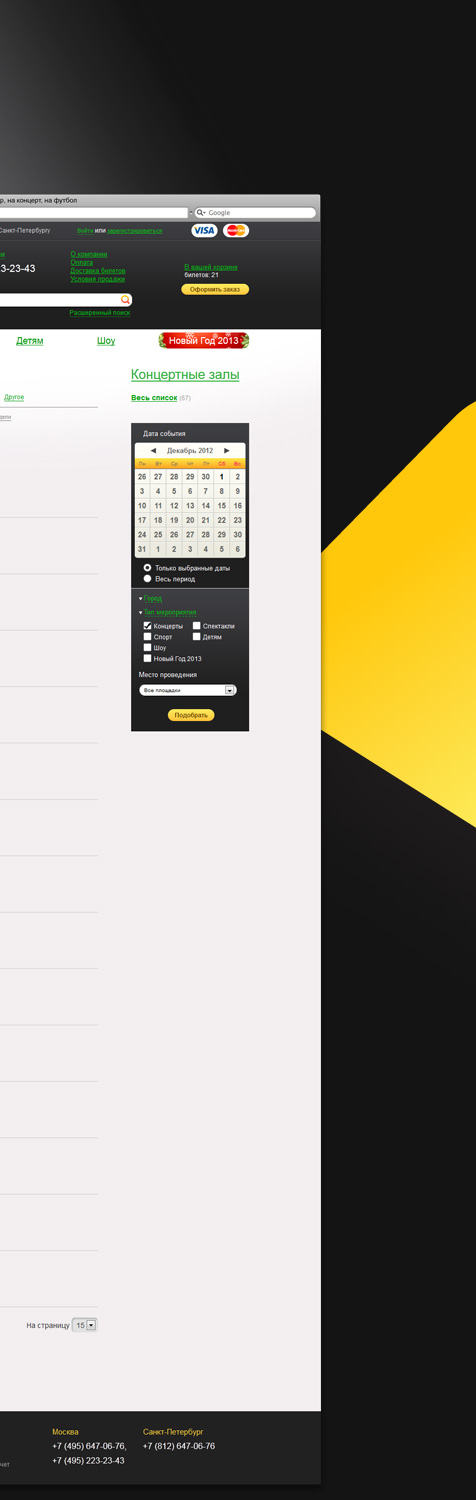 р, на концерт, на футбол
Google
Санкт-Петербургу
Войти или зарегистрироваться
VISA
MasterCard
О компании
Оплата
Доставка билетов
Условия продажи
3-23-43
В вашей корзине
билетов: 21
Оформить заказ
Расширенный поиск
Детям
Шоу
Новый Год 2013
Концертные залы
Другое
Весь список (57)
Дата события
Декабрь 2012
Пн Вт Ср Чт Пт Сб Вс
26 27 28 29 30 1 2
3 4 5 6 7 8 9
10 11 12 13 14 15 16
17 18 19 20 21 22 23
24 25 26 27 28 29 30
31 1 2 3 4 5 6
Только выбранные даты
Весь период
Город
Тип мероприятия
Концерты Спектакли
Спорт Детям
Шоу
Новый Год 2013
Место проведения
Все площадки
Подобрать
На страницу 15
Москва
+7 (495) 647-06-76,
+7 (495) 223-23-43
Санкт-Петербург
+7 (812) 647-06-76
чет